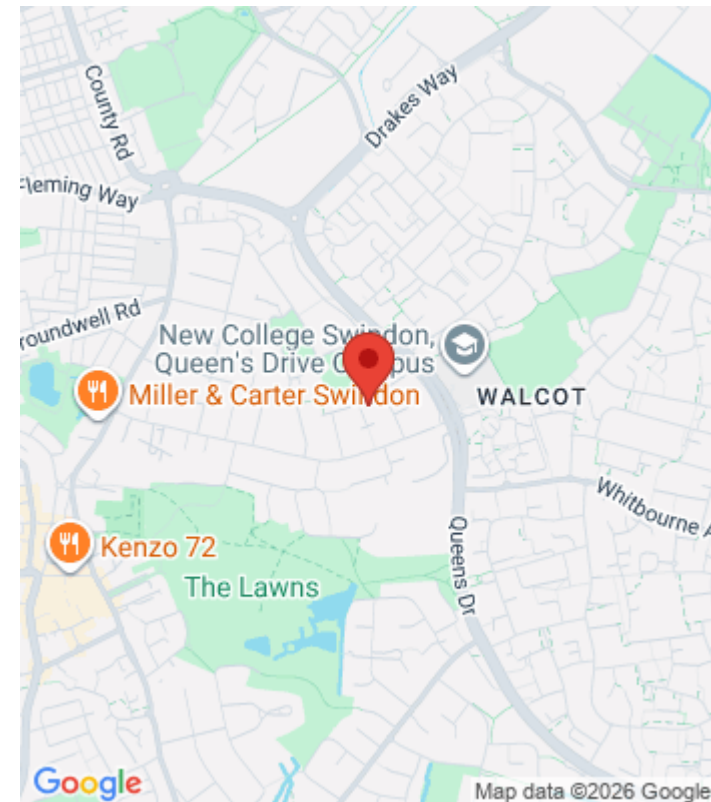 County Rd
Drakes Way
Fleming Way
roundwell Rd
New College Swindon,
Queen's Drive C pus
Miller & Carter Swindon
WALCOT
Whitbourne A
Kenzo 72
Queens Dr
The Lawns
Google
Map data ©2026 Google